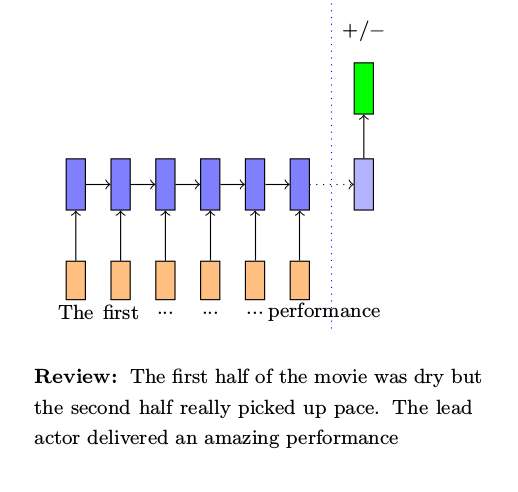 +/−
The first ... ... ... performance
Review: The first half of the movie was dry but
the second half really picked up pace. The lead
actor delivered an amazing performance